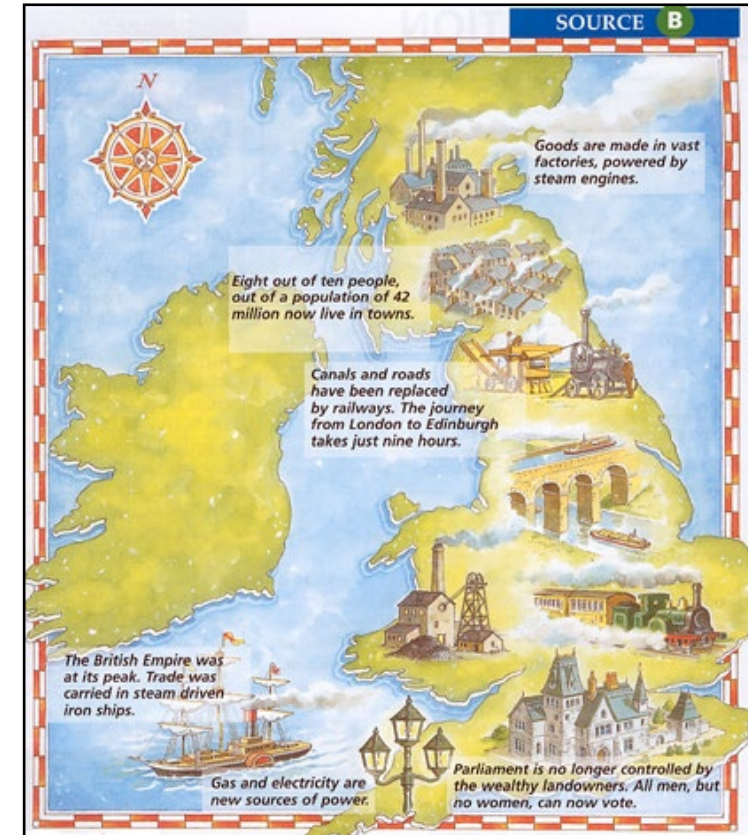 SOURCE B
N
Goods are made in vast
factories, powered by
steam engines.
Eight out of ten people,
out of a population of 42
million now live in towns.
Canals and roads
have been replaced
by railways. The journey
from London to Edinburgh
takes just nine hours.
The British Empire was
at its peak. Trade was
carried in steam driven
iron ships.
Gas and electricity are
new sources of power.
Parliament is no longer controlled by
the wealthy landowners. All men, but
no women, can now vote.